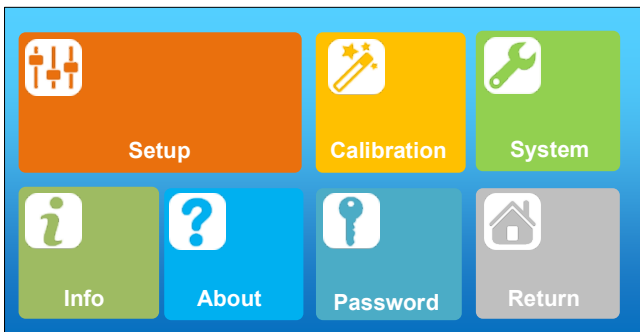 Setup
Calibration
System
Info
About
Password
Return